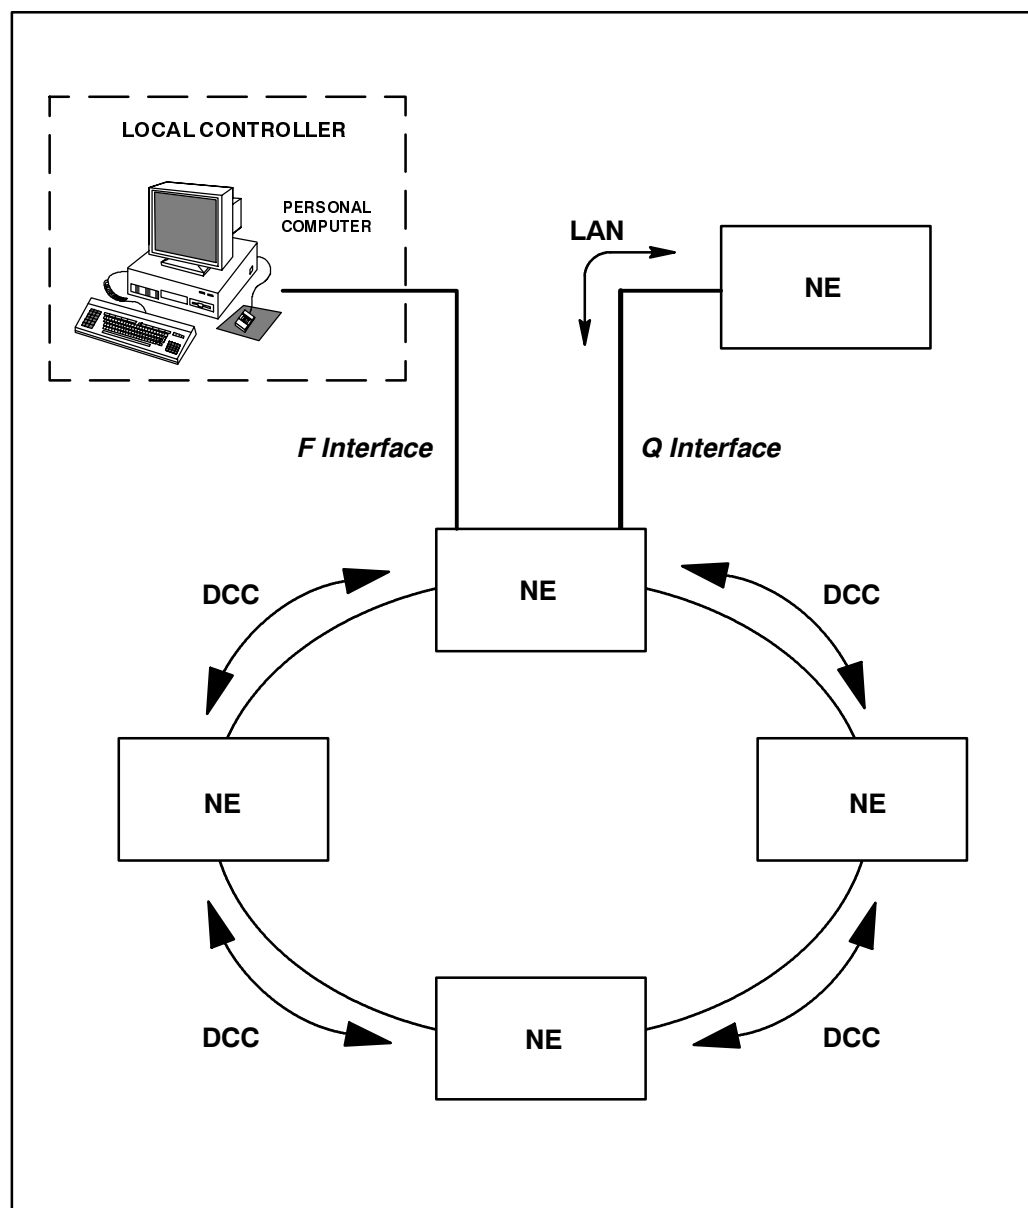 LOCAL CONTROLLER
PERSONAL
COMPUTER
LAN
NE
F Interface
Q Interface
DCC
NE
DCC
NE
NE
DCC
NE
DCC